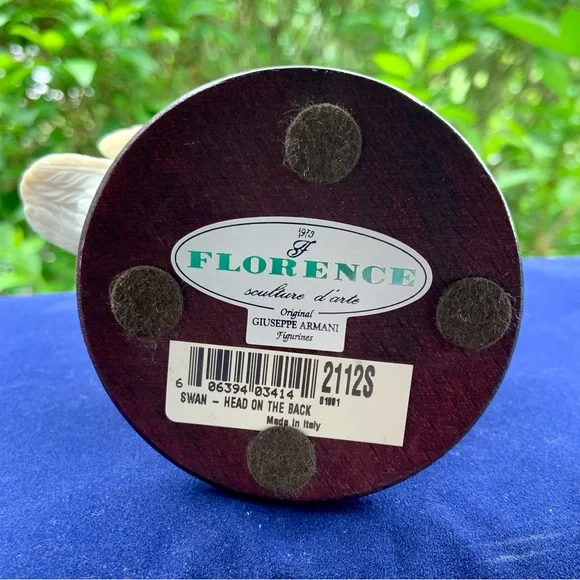 1973
FLORENCE
sculture d'arte
Original
GIUSEPPE ARMANI
Figurines
6 06394 03414
2112S
01001
SWAN - HEAD ON THE BACK
Made in Italy